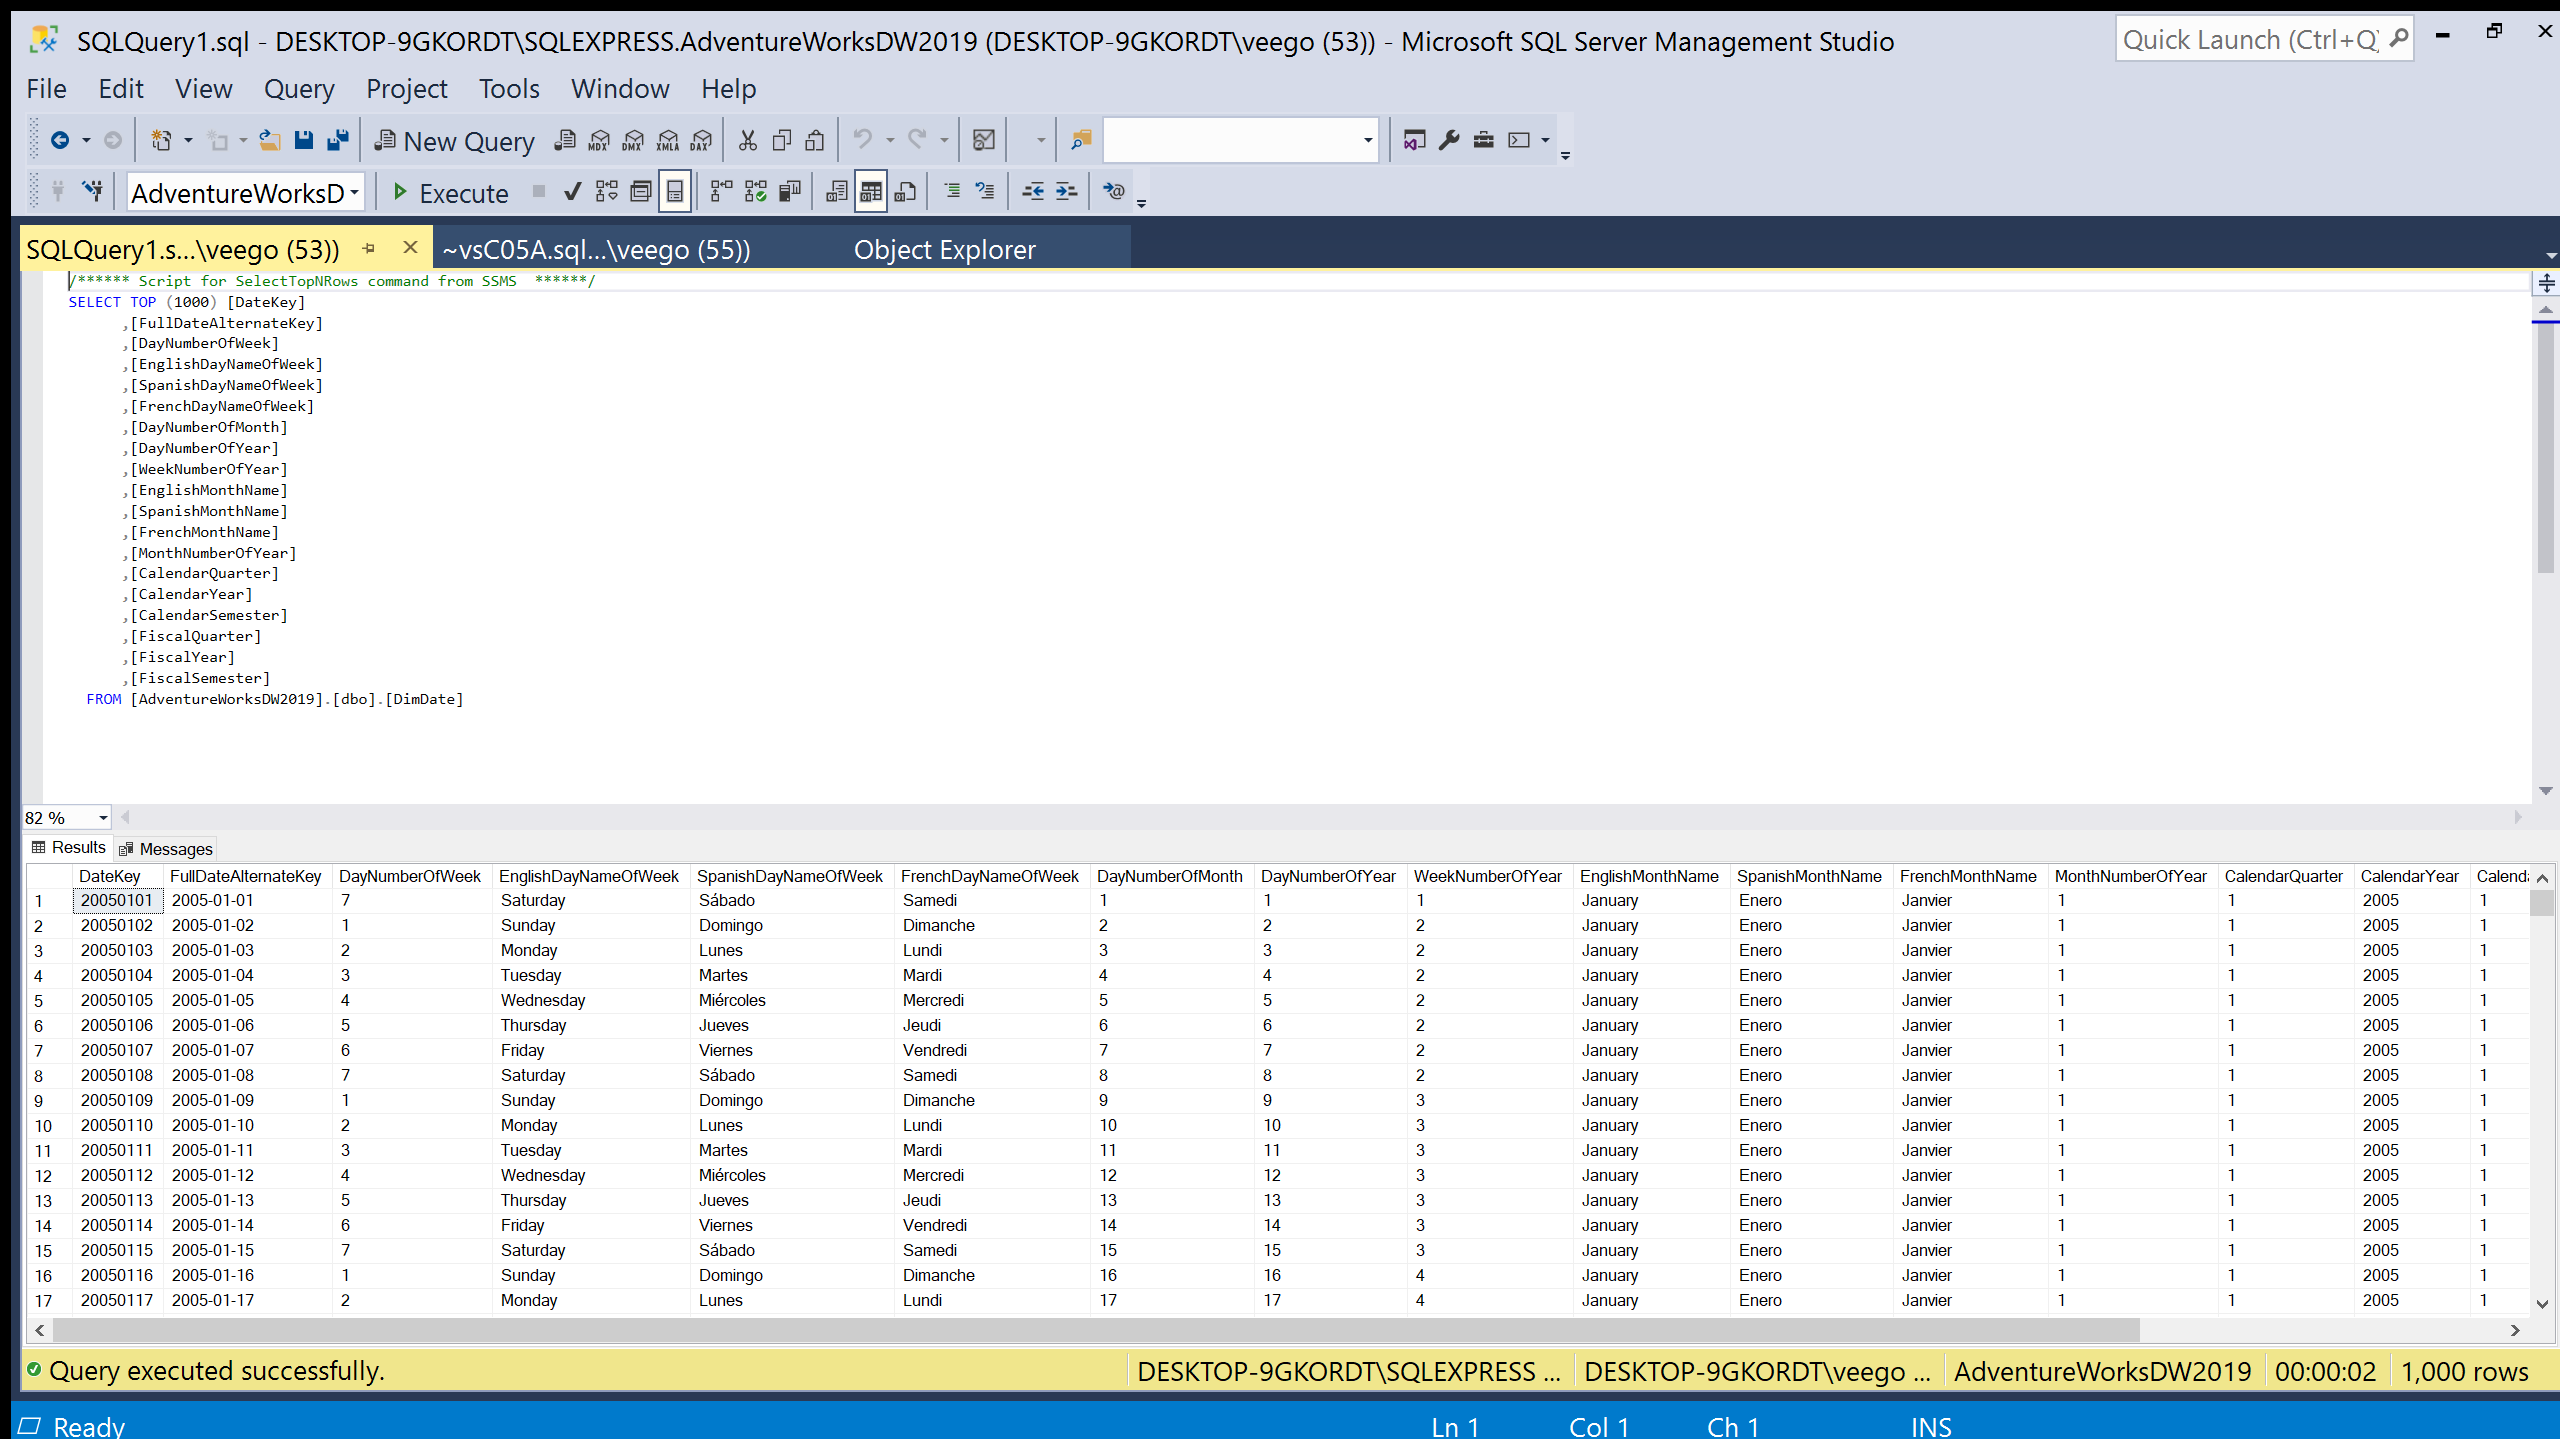 SQLQuery1.sql - DESKTOP-9GKORDT\SQLEXPRESS.AdventureWorksDW2019 (DESKTOP-9GKORDT\veego (53)) - Microsoft SQL Server Management Studio
Quick Launch (Ctrl+Q)
File Edit View Query Project Tools Window Help
New Query MDX DMX XMLA DAX
AdventureWorksD Execute
SQLQuery1.s...\veego (53)) ~vsC05A.sql...\veego (55)) Object Explorer
/****** Script for SelectTopNRows command from SSMS ******/
SELECT TOP (1000) [DateKey]
,[FullDateAlternateKey]
,[DayNumberOfWeek]
,[EnglishDayNameOfWeek]
,[SpanishDayNameOfWeek]
,[FrenchDayNameOfWeek]
,[DayNumberOfMonth]
,[DayNumberOfYear]
,[WeekNumberOfYear]
,[EnglishMonthName]
,[SpanishMonthName]
,[FrenchMonthName]
,[MonthNumberOfYear]
,[CalendarQuarter]
,[CalendarYear]
,[CalendarSemester]
,[FiscalQuarter]
,[FiscalYear]
,[FiscalSemester]
FROM [AdventureWorksDW2019].[dbo].[DimDate]
82 %
Results Messages
DateKey FullDateAlternateKey DayNumberOfWeek EnglishDayNameOfWeek SpanishDayNameOfWeek FrenchDayNameOfWeek DayNumberOfMonth DayNumberOfYear WeekNumberOfYear EnglishMonthName SpanishMonthName FrenchMonthName MonthNumberOfYear CalendarQuarter CalendarYear Calenda
1 20050101 2005-01-01 7 Saturday Sábado Samedi 1 1 1 January Enero Janvier 1 1 2005 1
2 20050102 2005-01-02 1 Sunday Domingo Dimanche 2 2 2 January Enero Janvier 1 1 2005 1
3 20050103 2005-01-03 2 Monday Lunes Lundi 3 3 2 January Enero Janvier 1 1 2005 1
4 20050104 2005-01-04 3 Tuesday Martes Mardi 4 4 2 January Enero Janvier 1 1 2005 1
5 20050105 2005-01-05 4 Wednesday Miércoles Mercredi 5 5 2 January Enero Janvier 1 1 2005 1
6 20050106 2005-01-06 5 Thursday Jueves Jeudi 6 6 2 January Enero Janvier 1 1 2005 1
7 20050107 2005-01-07 6 Friday Viernes Vendredi 7 7 2 January Enero Janvier 1 1 2005 1
8 20050108 2005-01-08 7 Saturday Sábado Samedi 8 8 2 January Enero Janvier 1 1 2005 1
9 20050109 2005-01-09 1 Sunday Domingo Dimanche 9 9 3 January Enero Janvier 1 1 2005 1
10 20050110 2005-01-10 2 Monday Lunes Lundi 10 10 3 January Enero Janvier 1 1 2005 1
11 20050111 2005-01-11 3 Tuesday Martes Mardi 11 11 3 January Enero Janvier 1 1 2005 1
12 20050112 2005-01-12 4 Wednesday Miércoles Mercredi 12 12 3 January Enero Janvier 1 1 2005 1
13 20050113 2005-01-13 5 Thursday Jueves Jeudi 13 13 3 January Enero Janvier 1 1 2005 1
14 20050114 2005-01-14 6 Friday Viernes Vendredi 14 14 3 January Enero Janvier 1 1 2005 1
15 20050115 2005-01-15 7 Saturday Sábado Samedi 15 15 3 January Enero Janvier 1 1 2005 1
16 20050116 2005-01-16 1 Sunday Domingo Dimanche 16 16 4 January Enero Janvier 1 1 2005 1
17 20050117 2005-01-17 2 Monday Lunes Lundi 17 17 4 January Enero Janvier 1 1 2005 1
Query executed successfully. DESKTOP-9GKORDT\SQLEXPRESS ... DESKTOP-9GKORDT\veego ... AdventureWorksDW2019 00:00:02 1,000 rows
Ready Ln 1 Col 1 Ch 1 INS